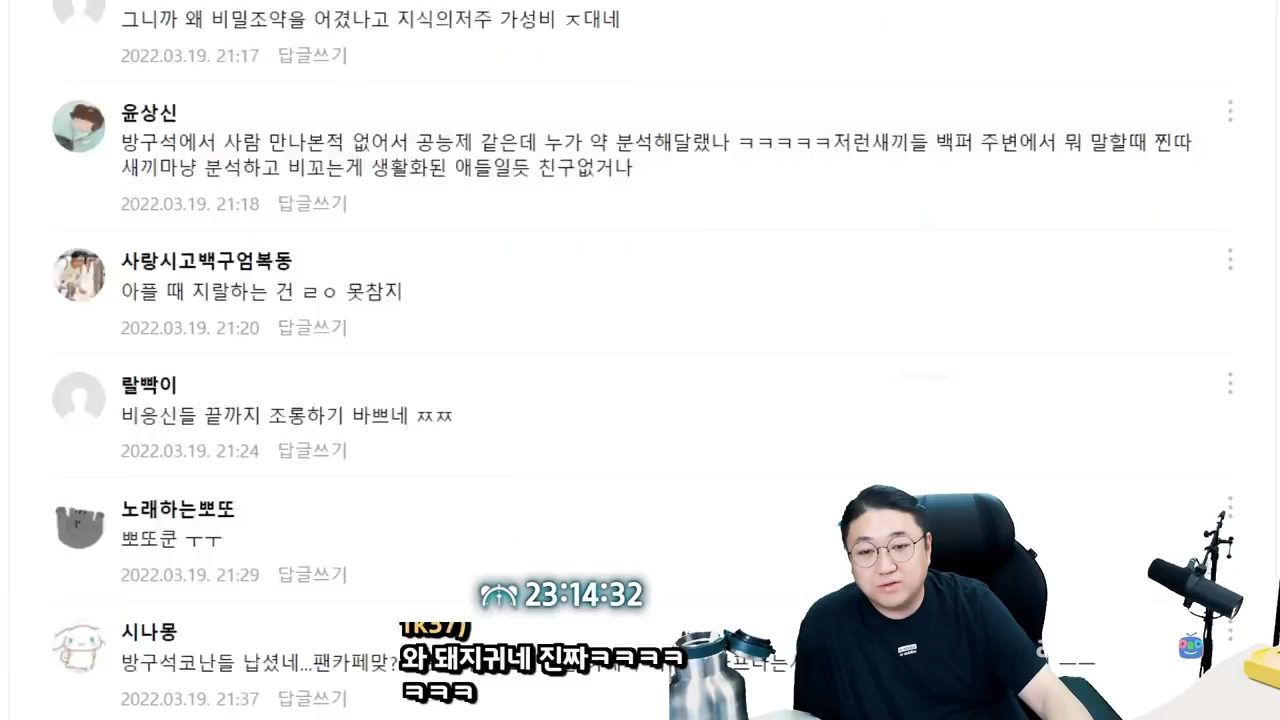 그니까 왜 비밀조약을 어겼나고 지식의저주 가성비 ㅈ대네
2022.03.19. 21:17 답글쓰기
윤상신
방구석에서 사람 만나본적 없어서 공능제 같은데 누가 약 분석해달랬나 ㅋㅋㅋㅋㅋ저런새끼들 백퍼 주변에서 뭐 말할때 찐따
새끼마냥 분석하고 비꼬는게 생활화된 애들일듯 친구없거나
2022.03.19. 21:18 답글쓰기
사랑시고백구엄복동
아플 때 지랄하는 건 ㄹㅇ 못참지
2022.03.19. 21:20 답글쓰기
랄빡이
비응신들 끝까지 조롱하기 바쁘네 ㅉㅉ
2022.03.19. 21:24 답글쓰기
노래하는뽀또
뽀또쿤 ㅜㅜ
2022.03.19. 21:29 답글쓰기
23:14:32
시나몽
방구석코난들 납셨네...팬카페맞?
와 돼지귀네 진짜ㅋㅋㅋㅋ
ㅋㅋㅋ
2022.03.19. 21:37 답글쓰기